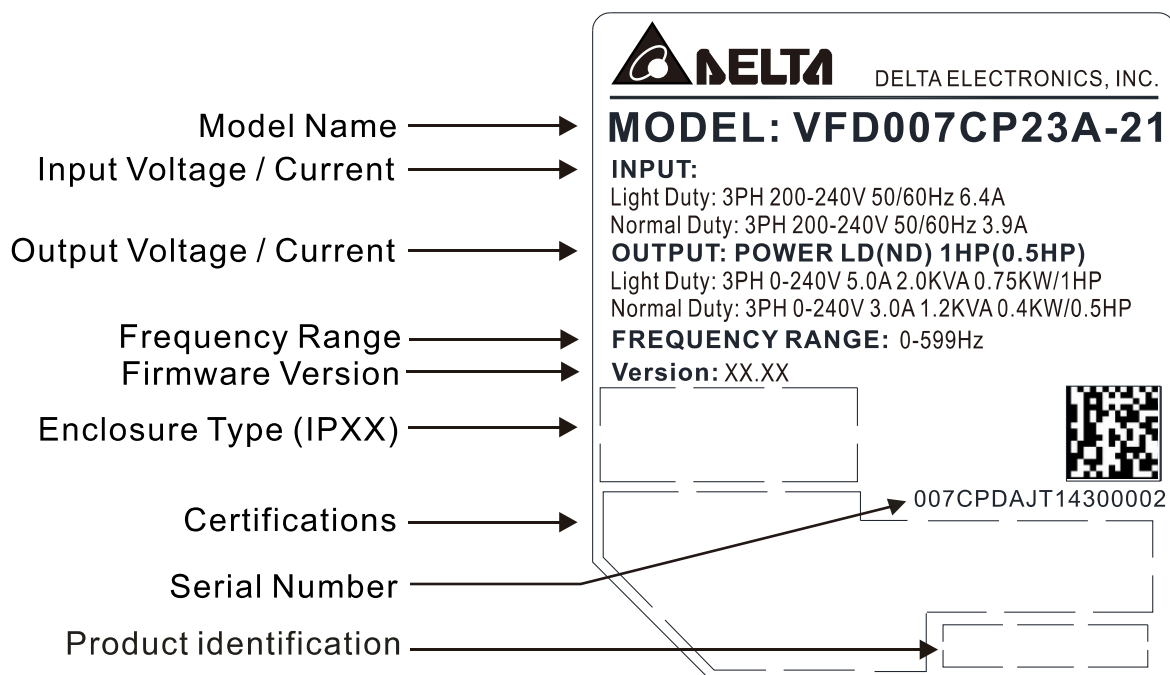 DELTA DELTA ELECTRONICS, INC.
Model Name
MODEL: VFD007CP23A-21
Input Voltage / Current
INPUT:
Light Duty: 3PH 200-240V 50/60Hz 6.4A
Normal Duty: 3PH 200-240V 50/60Hz 3.9A
Output Voltage / Current
OUTPUT: POWER LD(ND) 1HP(0.5HP)
Light Duty: 3PH 0-240V 5.0A 2.0KVA 0.75KW/1HP
Normal Duty: 3PH 0-240V 3.0A 1.2KVA 0.4KW/0.5HP
Frequency Range
FREQUENCY RANGE: 0-599Hz
Firmware Version
Version: XX.XX
Enclosure Type (IPXX)
Certifications
007CPDAJT14300002
Serial Number
Product identification